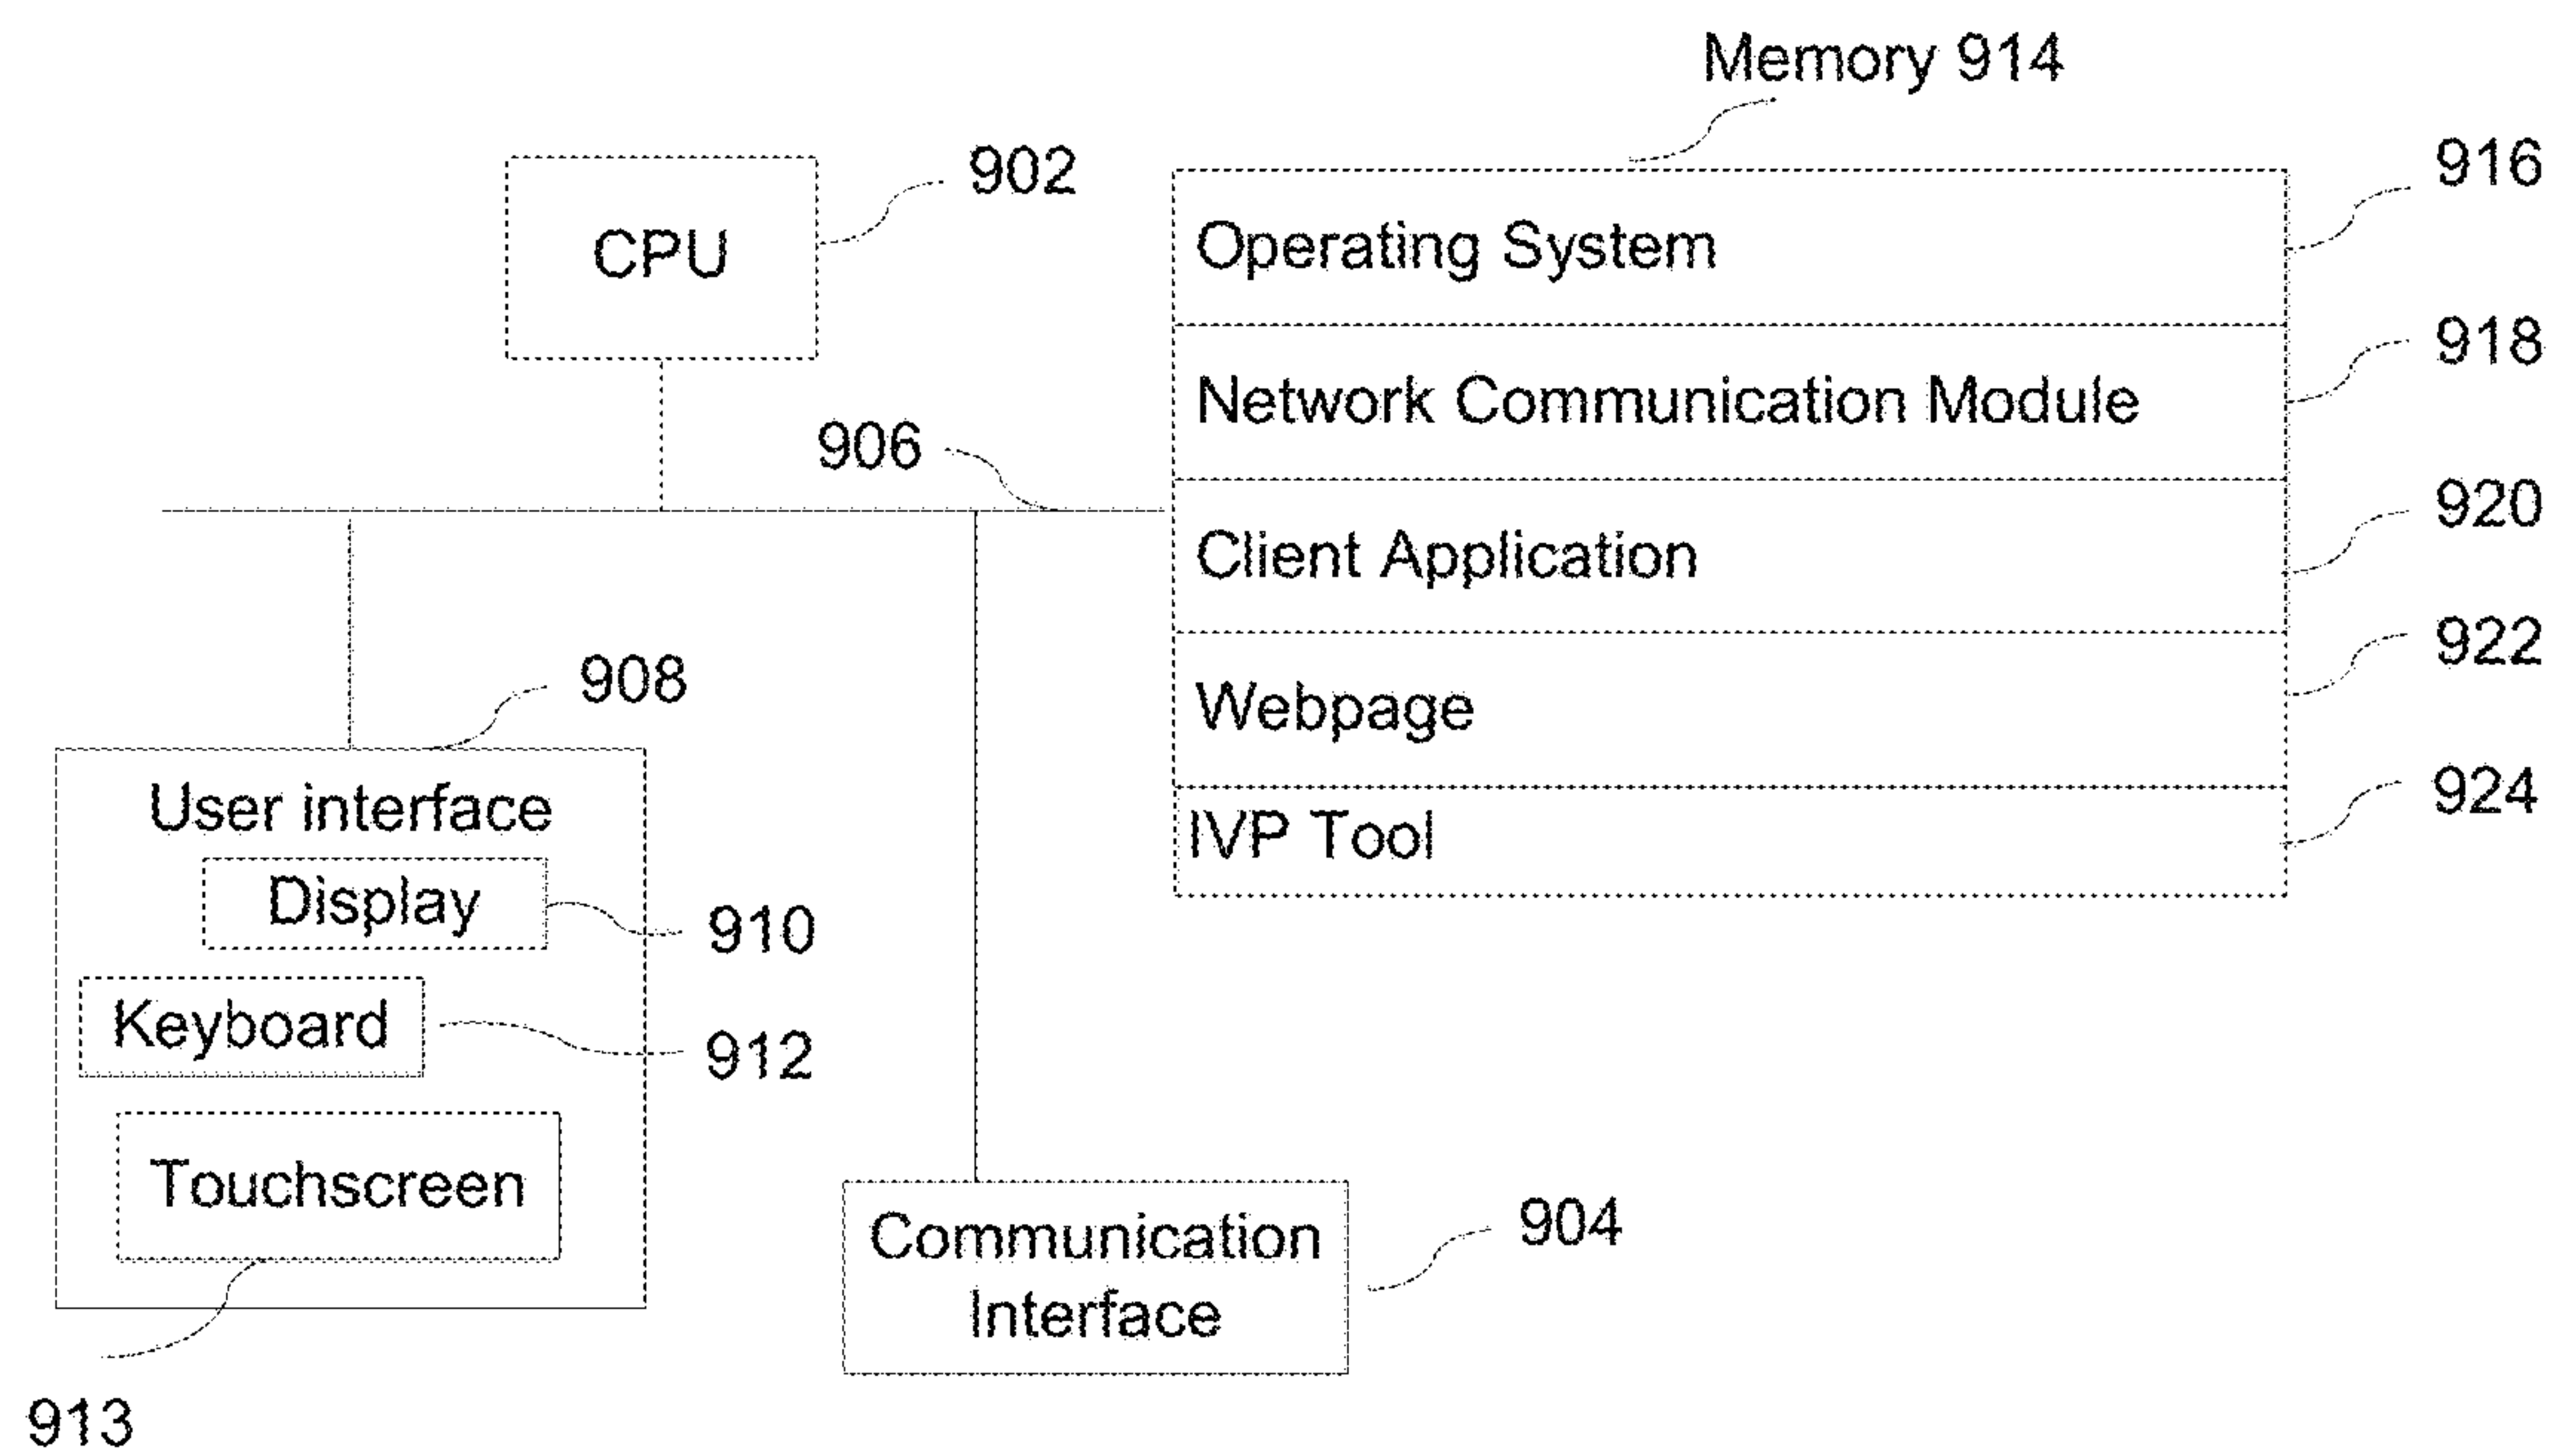 Memory 914
CPU
902
906
Operating System
916
Network Communication Module
918
Client Application
920
Webpage
922
IVP Tool
924
908
User interface
Display
910
Keyboard
912
Touchscreen
913
Communication
Interface
904